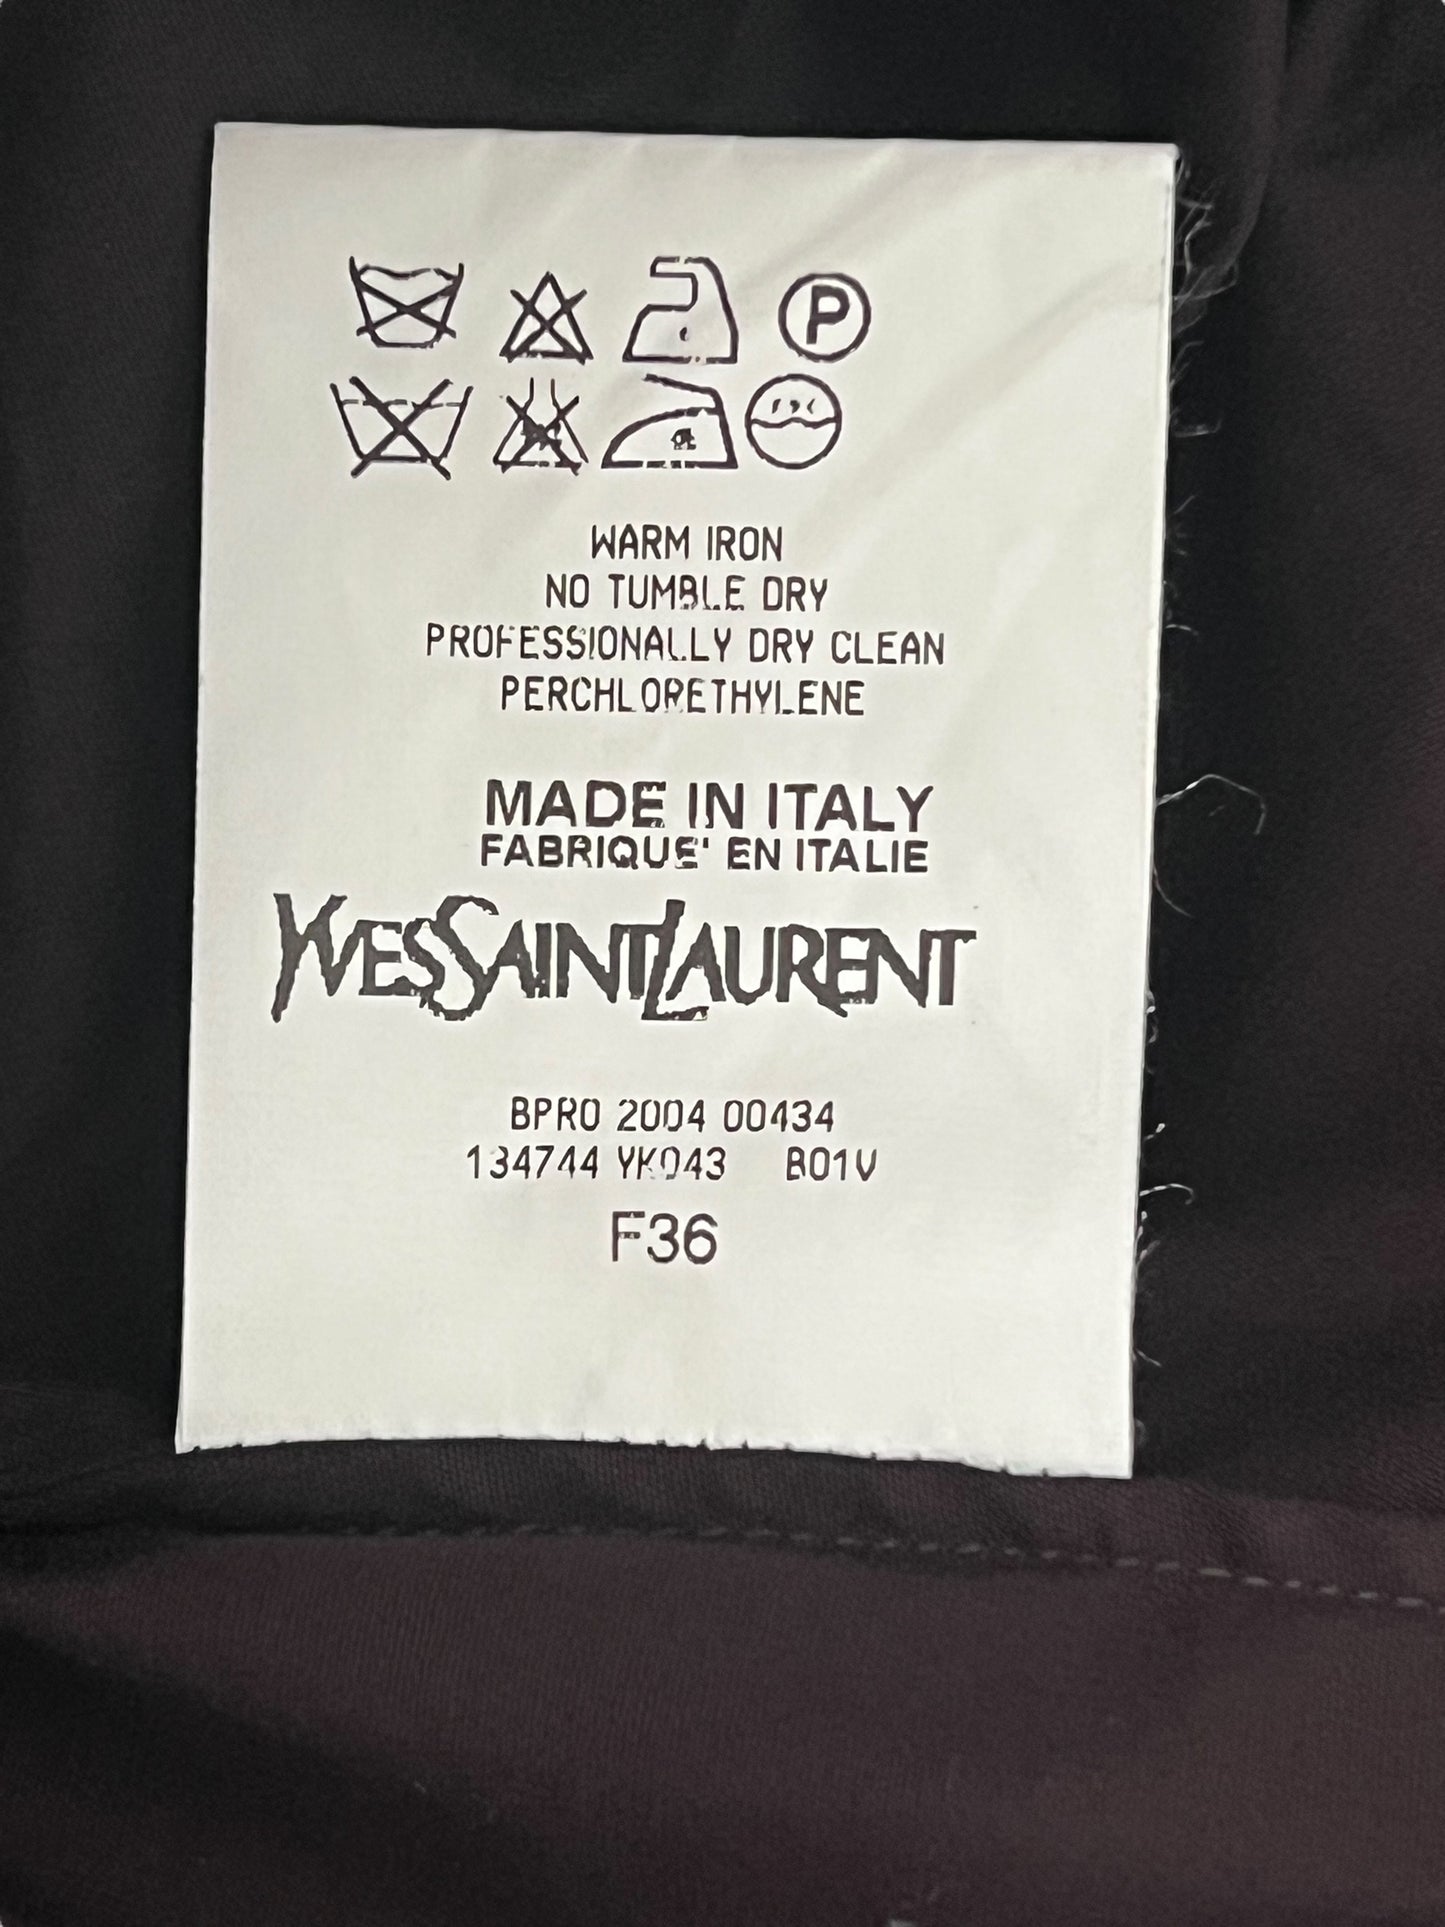 P
WARM IRON
NO TUMBLE DRY
PROFESSIONALLY DRY CLEAN
PERCHLORETHYLENE
MADE IN ITALY
FABRIQUE' EN ITALIE
YVESSAINTLAURENT
BPRO 2004 00434
134744 YK043 B01V
F36